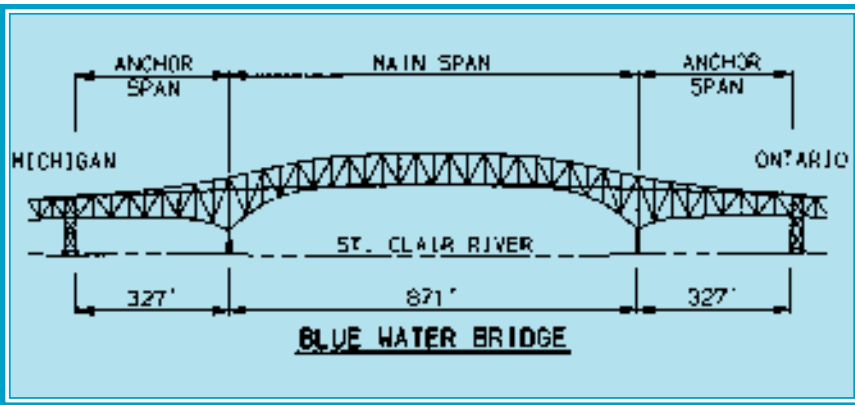 ANCHOR SPAN
MAIN SPAN
ANCHOR SPAN
MICHIGAN
ONTARIO
ST. CLAIR RIVER
327'
871'
327'
BLUE WATER BRIDGE